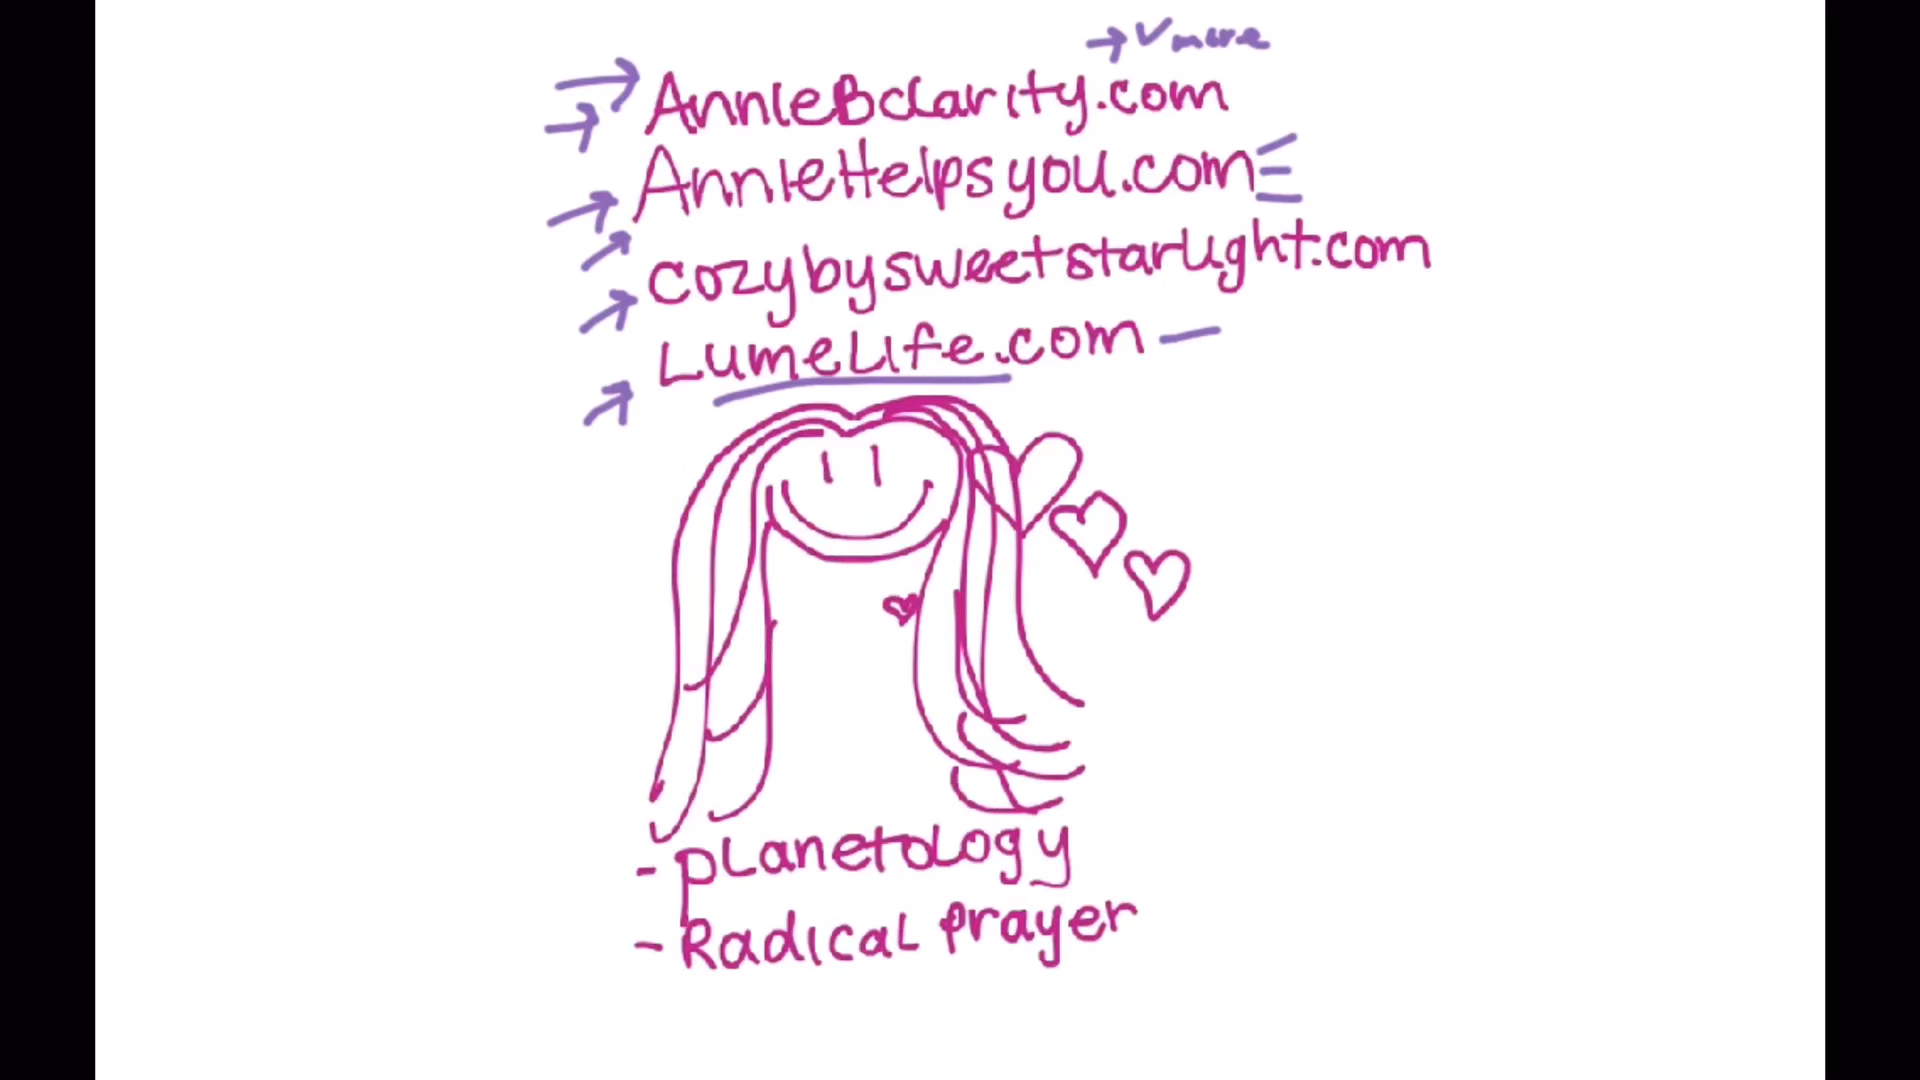 AnnieBclarity.com
AnnieHelpsyou.com
cozybysweetstarlight.com
LumeLife.com
- planetology
- Radical prayer